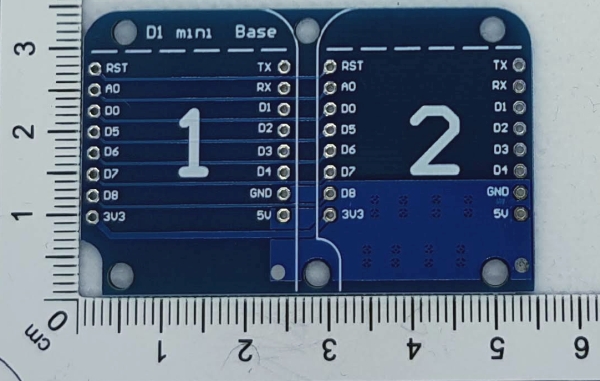 D1 mini Base
RST TX RST TX
A0 RX A0 RX
D0 D1 D0 D1
D5 D2 D5 D2
D6 D3 D6 D3
D7 D4 D7 D4
D8 GND D8 GND
3V3 5V 3V3 5V
1
2
3
2
1
0
cm
1
2
3
4
5
6